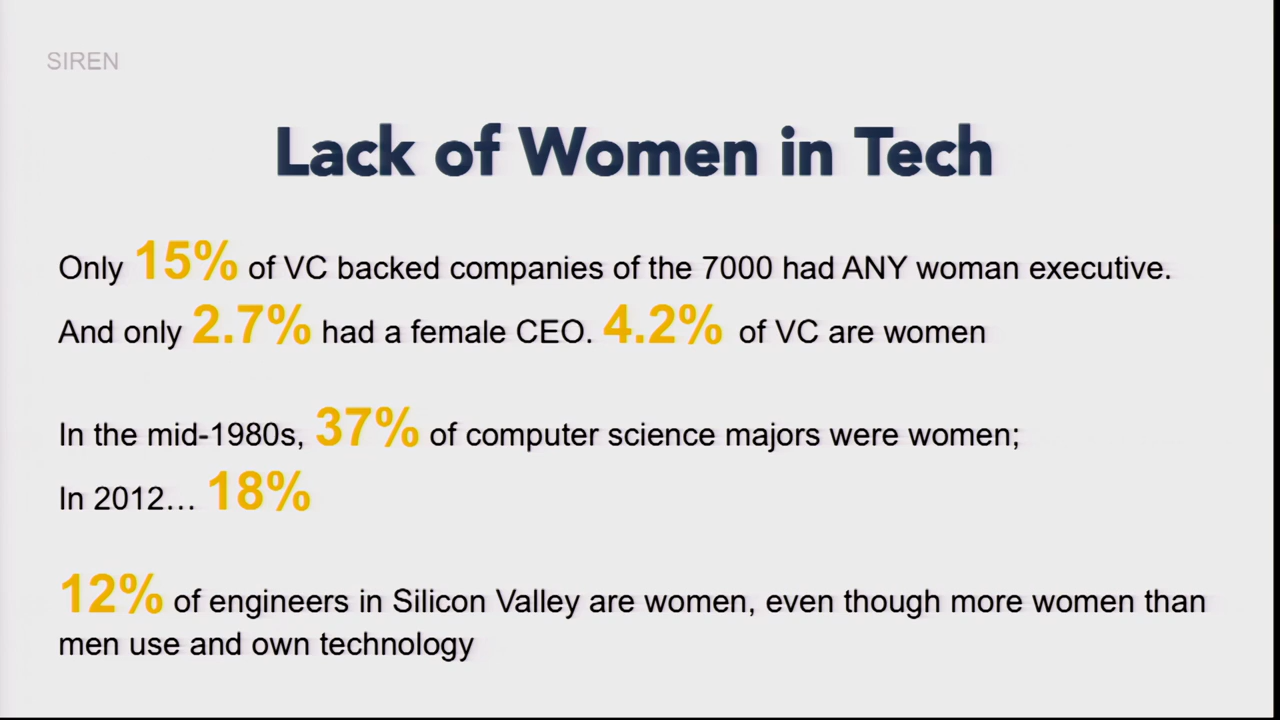 SIREN
Lack of Women in Tech
Only 15% of VC backed companies of the 7000 had ANY woman executive.
And only 2.7% had a female CEO. 4.2% of VC are women
In the mid-1980s, 37% of computer science majors were women;
In 2012… 18%
12% of engineers in Silicon Valley are women, even though more women than
men use and own technology